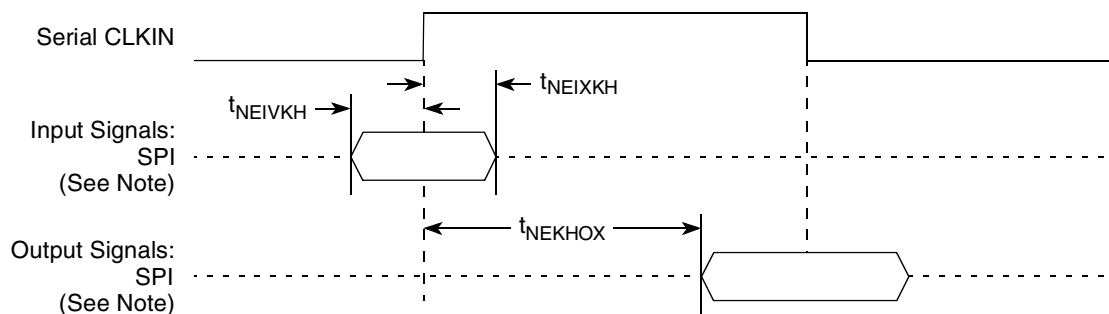 Serial CLKIN
tNEIXKH
tNEIVKH
Input Signals:
SPI
(See Note)
tNEKHOX
Output Signals:
SPI
(See Note)